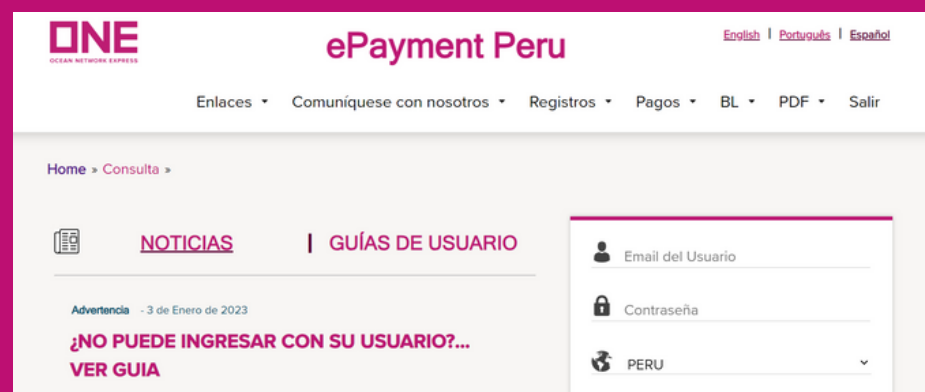 ONE
OCEAN NETWORK EXPRESS
ePayment Peru
English | Português | Español
Enlaces Comuníquese con nosotros Registros Pagos BL PDF Salir
Home » Consulta »
NOTICIAS | GUÍAS DE USUARIO
Advertencia - 3 de Enero de 2023
¿NO PUEDE INGRESAR CON SU USUARIO?...
VER GUIA
Email del Usuario
Contraseña
PERU